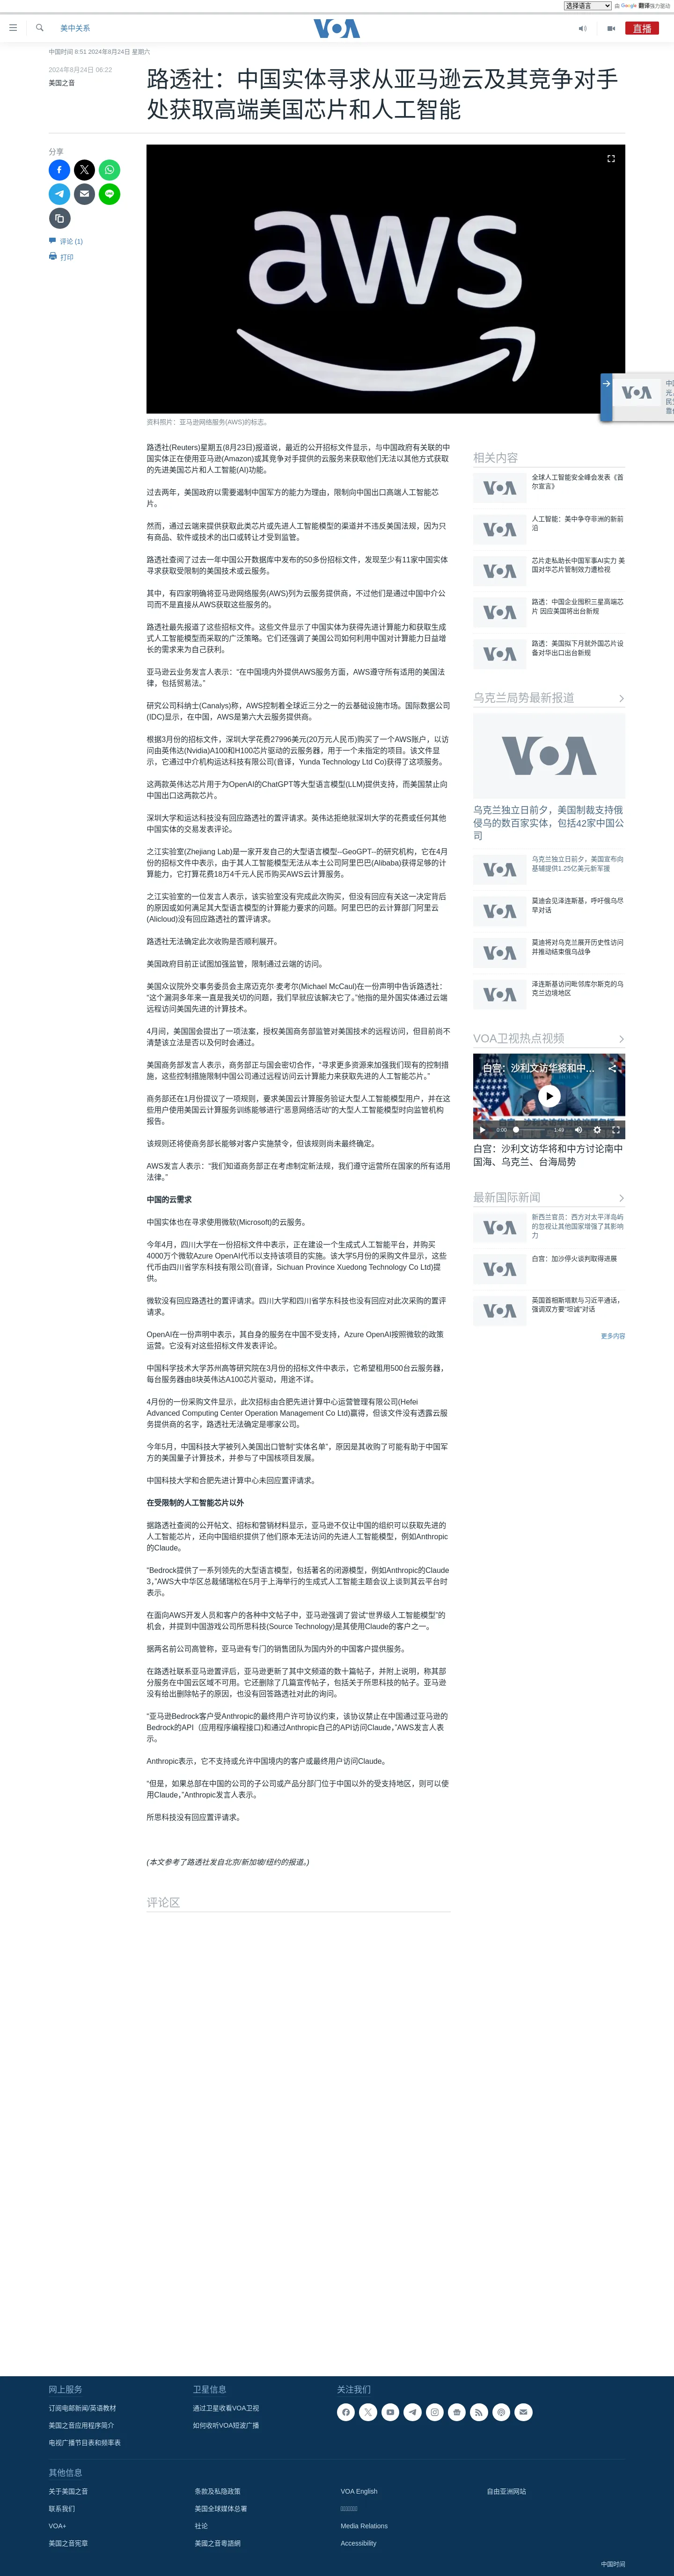 选择语言 由 Google 翻译强力驱动
美中关系
VOA
直播
中国时间 8:51 2024年8月24日 星期六
2024年8月24日 06:22
美国之音
路透社：中国实体寻求从亚马逊云及其竞争对手
处获取高端美国芯片和人工智能
分享
评论 (1)
打印
aws
资料照片：亚马逊网络服务(AWS)的标志。
路透社(Reuters)星期五(8月23日)报道说，最近的公开招标文件显示，与中国政府有关联的中
国实体正在使用亚马逊(Amazon)或其竞争对手提供的云服务来获取他们无法以其他方式获取
的先进美国芯片和人工智能(AI)功能。
过去两年，美国政府以需要遏制中国军方的能力为理由，限制向中国出口高端人工智能芯
片。
然而，通过云端来提供获取此类芯片或先进人工智能模型的渠道并不违反美国法规，因为只
有商品、软件或技术的出口或转让才受到监管。
路透社查阅了过去一年中国公开数据库中发布的50多份招标文件，发现至少有11家中国实体
寻求获取受限制的美国技术或云服务。
其中，有四家明确将亚马逊网络服务(AWS)列为云服务提供商，不过他们是通过中国中介公
司而不是直接从AWS获取这些服务的。
路透社最先报道了这些招标文件。这些文件显示了中国实体为获得先进计算能力和获取生成
式人工智能模型而采取的广泛策略。它们还强调了美国公司如何利用中国对计算能力日益增
长的需求来为自己获利。
亚马逊云业务发言人表示：“在中国境内外提供AWS服务方面，AWS遵守所有适用的美国法
律，包括贸易法。”
研究公司科纳士(Canalys)称，AWS控制着全球近三分之一的云基础设施市场。国际数据公司
(IDC)显示，在中国，AWS是第六大云服务提供商。
根据3月份的招标文件，深圳大学花费27996美元(20万元人民币)购买了一个AWS账户，以访
问由英伟达(Nvidia)A100和H100芯片驱动的云服务器，用于一个未指定的项目。该文件显
示，它通过中介机构运达科技有限公司(音译，Yunda Technology Ltd Co)获得了这项服务。
这两款英伟达芯片用于为OpenAI的ChatGPT等大型语言模型(LLM)提供支持，而美国禁止向
中国出口这两款芯片。
深圳大学和运达科技没有回应路透社的置评请求。英伟达拒绝就深圳大学的花费或任何其他
中国实体的交易发表评论。
之江实验室(Zhejiang Lab)是一家开发自己的大型语言模型--GeoGPT--的研究机构，它在4月
份的招标文件中表示，由于其人工智能模型无法从本土公司阿里巴巴(Alibaba)获得足够的计
算能力，它打算花费18万4千元人民币购买AWS云计算服务。
之江实验室的一位发言人表示，该实验室没有完成此次购买，但没有回应有关这一决定背后
的原因或如何满足其大型语言模型的计算能力要求的问题。阿里巴巴的云计算部门阿里云
(Alicloud)没有回应路透社的置评请求。
路透社无法确定此次收购是否顺利展开。
美国政府目前正试图加强监管，限制通过云端的访问。
美国众议院外交事务委员会主席迈克尔·麦考尔(Michael McCaul)在一份声明中告诉路透社：
“这个漏洞多年来一直是我关切的问题，我们早就应该解决它了。”他指的是外国实体通过云端
远程访问美国先进的计算技术。
4月间，美国国会提出了一项法案，授权美国商务部监管对美国技术的远程访问，但目前尚不
清楚该立法是否以及何时会通过。
美国商务部发言人表示，商务部正与国会密切合作，“寻求更多资源来加强我们现有的控制措
施，这些控制措施限制中国公司通过远程访问云计算能力来获取先进的人工智能芯片。”
商务部还在1月份提议了一项规则，要求美国云计算服务验证大型人工智能模型用户，并在这
些用户使用美国云计算服务训练能够进行“恶意网络活动”的大型人工智能模型时向监管机构
报告。
该规则还将使商务部长能够对客户实施禁令，但该规则尚未最终确定。
AWS发言人表示：“我们知道商务部正在考虑制定新法规，我们遵守运营所在国家的所有适用
法律。”
中国的云需求
中国实体也在寻求使用微软(Microsoft)的云服务。
今年4月，四川大学在一份招标文件中表示，正在建设一个生成式人工智能平台，并购买
4000万个微软Azure OpenAI代币以支持该项目的实施。该大学5月份的采购文件显示，这些
代币由四川省学东科技有限公司(音译，Sichuan Province Xuedong Technology Co Ltd)提
供。
微软没有回应路透社的置评请求。四川大学和四川省学东科技也没有回应对此次采购的置评
请求。
OpenAI在一份声明中表示，其自身的服务在中国不受支持，Azure OpenAI按照微软的政策
运营。它没有对这些招标文件发表评论。
中国科学技术大学苏州高等研究院在3月份的招标文件中表示，它希望租用500台云服务器，
每台服务器由8块英伟达A100芯片驱动，用途不详。
4月份的一份采购文件显示，此次招标由合肥先进计算中心运营管理有限公司(Hefei
Advanced Computing Center Operation Management Co Ltd)赢得，但该文件没有透露云服
务提供商的名字，路透社无法确定是哪家公司。
今年5月，中国科技大学被列入美国出口管制“实体名单”，原因是其收购了可能有助于中国军
方的美国量子计算技术，并参与了中国核项目发展。
中国科技大学和合肥先进计算中心未回应置评请求。
在受限制的人工智能芯片以外
据路透社查阅的公开帖文、招标和营销材料显示，亚马逊不仅让中国的组织可以获取先进的
人工智能芯片，还向中国组织提供了他们原本无法访问的先进人工智能模型，例如Anthropic
的Claude。
“Bedrock提供了一系列领先的大型语言模型，包括著名的闭源模型，例如Anthropic的Claude
3，”AWS大中华区总裁储瑞松在5月于上海举行的生成式人工智能主题会议上谈到其云平台时
表示。
在面向AWS开发人员和客户的各种中文帖子中，亚马逊强调了尝试“世界级人工智能模型”的
机会，并提到中国游戏公司所思科技(Source Technology)是其使用Claude的客户之一。
据两名前公司高管称，亚马逊有专门的销售团队为国内外的中国客户提供服务。
在路透社联系亚马逊置评后，亚马逊更新了其中文频道的数十篇帖子，并附上说明，称其部
分服务在中国云区域不可用。它还删除了几篇宣传帖子，包括关于所思科技的帖子。亚马逊
没有给出删除帖子的原因，也没有回答路透社对此的询问。
“亚马逊Bedrock客户受Anthropic的最终用户许可协议约束，该协议禁止在中国通过亚马逊的
Bedrock的API（应用程序编程接口)和通过Anthropic自己的API访问Claude，”AWS发言人表
示。
Anthropic表示，它不支持或允许中国境内的客户或最终用户访问Claude。
“但是，如果总部在中国的公司的子公司或产品分部门位于中国以外的受支持地区，则可以使
用Claude，”Anthropic发言人表示。
所思科技没有回应置评请求。
(本文参考了路透社发自北京/新加坡/纽约的报道。)
评论区
相关内容
全球人工智能安全峰会发表《首
尔宣言》
人工智能：美中争夺非洲的新前
沿
芯片走私助长中国军事AI实力 美
国对华芯片管制效力遭检视
路透：中国企业囤积三星高端芯
片 因应美国将出台新规
路透：美国拟下月就外国芯片设
备对华出口出台新规
乌克兰局势最新报道
乌克兰独立日前夕，美国制裁支持俄
侵乌的数百家实体，包括42家中国公
司
乌克兰独立日前夕，美国宣布向
基辅提供1.25亿美元新军援
莫迪会见泽连斯基，呼吁俄乌尽
早对话
莫迪将对乌克兰展开历史性访问
并推动结束俄乌战争
泽连斯基访问毗邻库尔斯克的乌
克兰边境地区
VOA卫视热点视频
白宫：沙利文访华将和中...
0:00 1:49
白宫：沙利文访华将和中方讨论南中
国海、乌克兰、台海局势
最新国际新闻
新西兰官员：西方对太平洋岛屿
的忽视让其他国家增强了其影响
力
白宫：加沙停火谈判取得进展
英国首相斯塔默与习近平通话，
强调双方要“坦诚”对话
更多内容
网上服务
订阅电邮新闻/英语教材
美国之音应用程序简介
电视广播节目表和频率表
卫星信息
通过卫星收看VOA卫视
如何收听VOA短波广播
关注我们
其他信息
关于美国之音
联系我们
VOA+
美国之音宪章
条款及私隐政策
美国全球媒体总署
社论
美國之音粵語網
VOA English
Media Relations
Accessibility
自由亚洲网站
中国时间